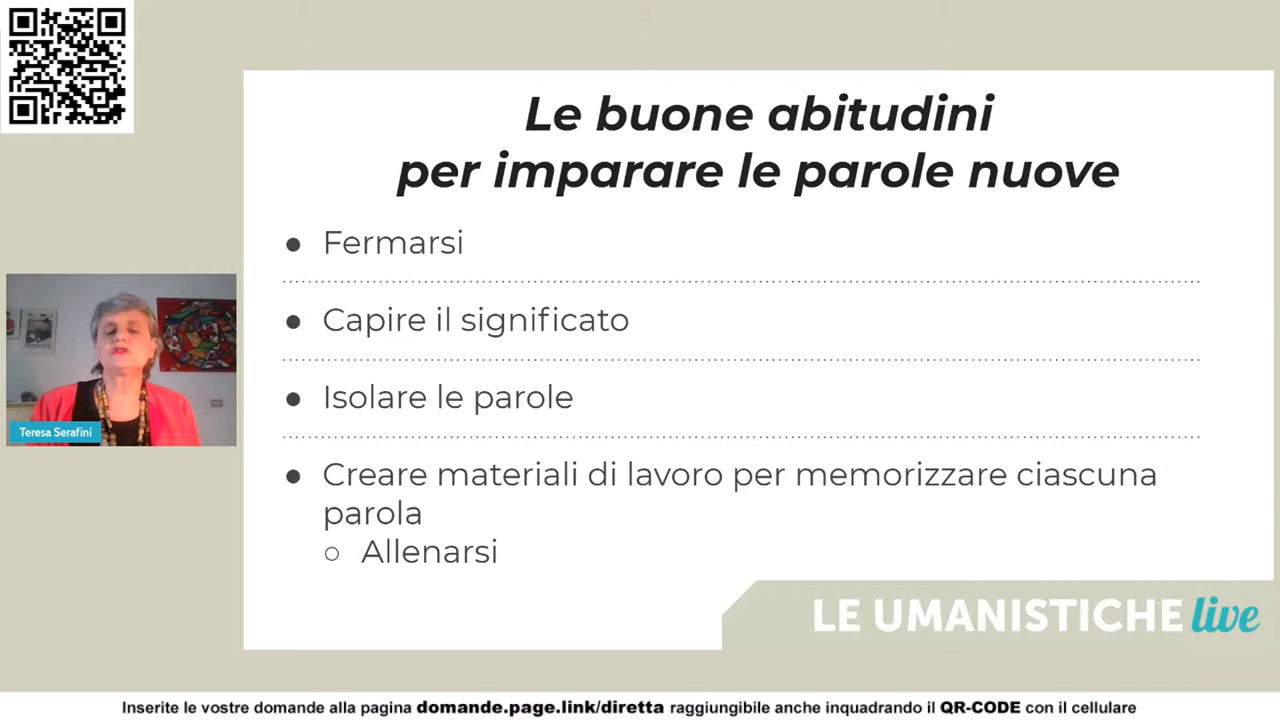 Le buone abitudini
per imparare le parole nuove
● Fermarsi
● Capire il significato
● Isolare le parole
● Creare materiali di lavoro per memorizzare ciascuna
parola
○ Allenarsi
Teresa Serafini
LE UMANISTICHE live
Inserite le vostre domande alla pagina domande.page.link/diretta raggiungibile anche inquadrando il QR-CODE con il cellulare